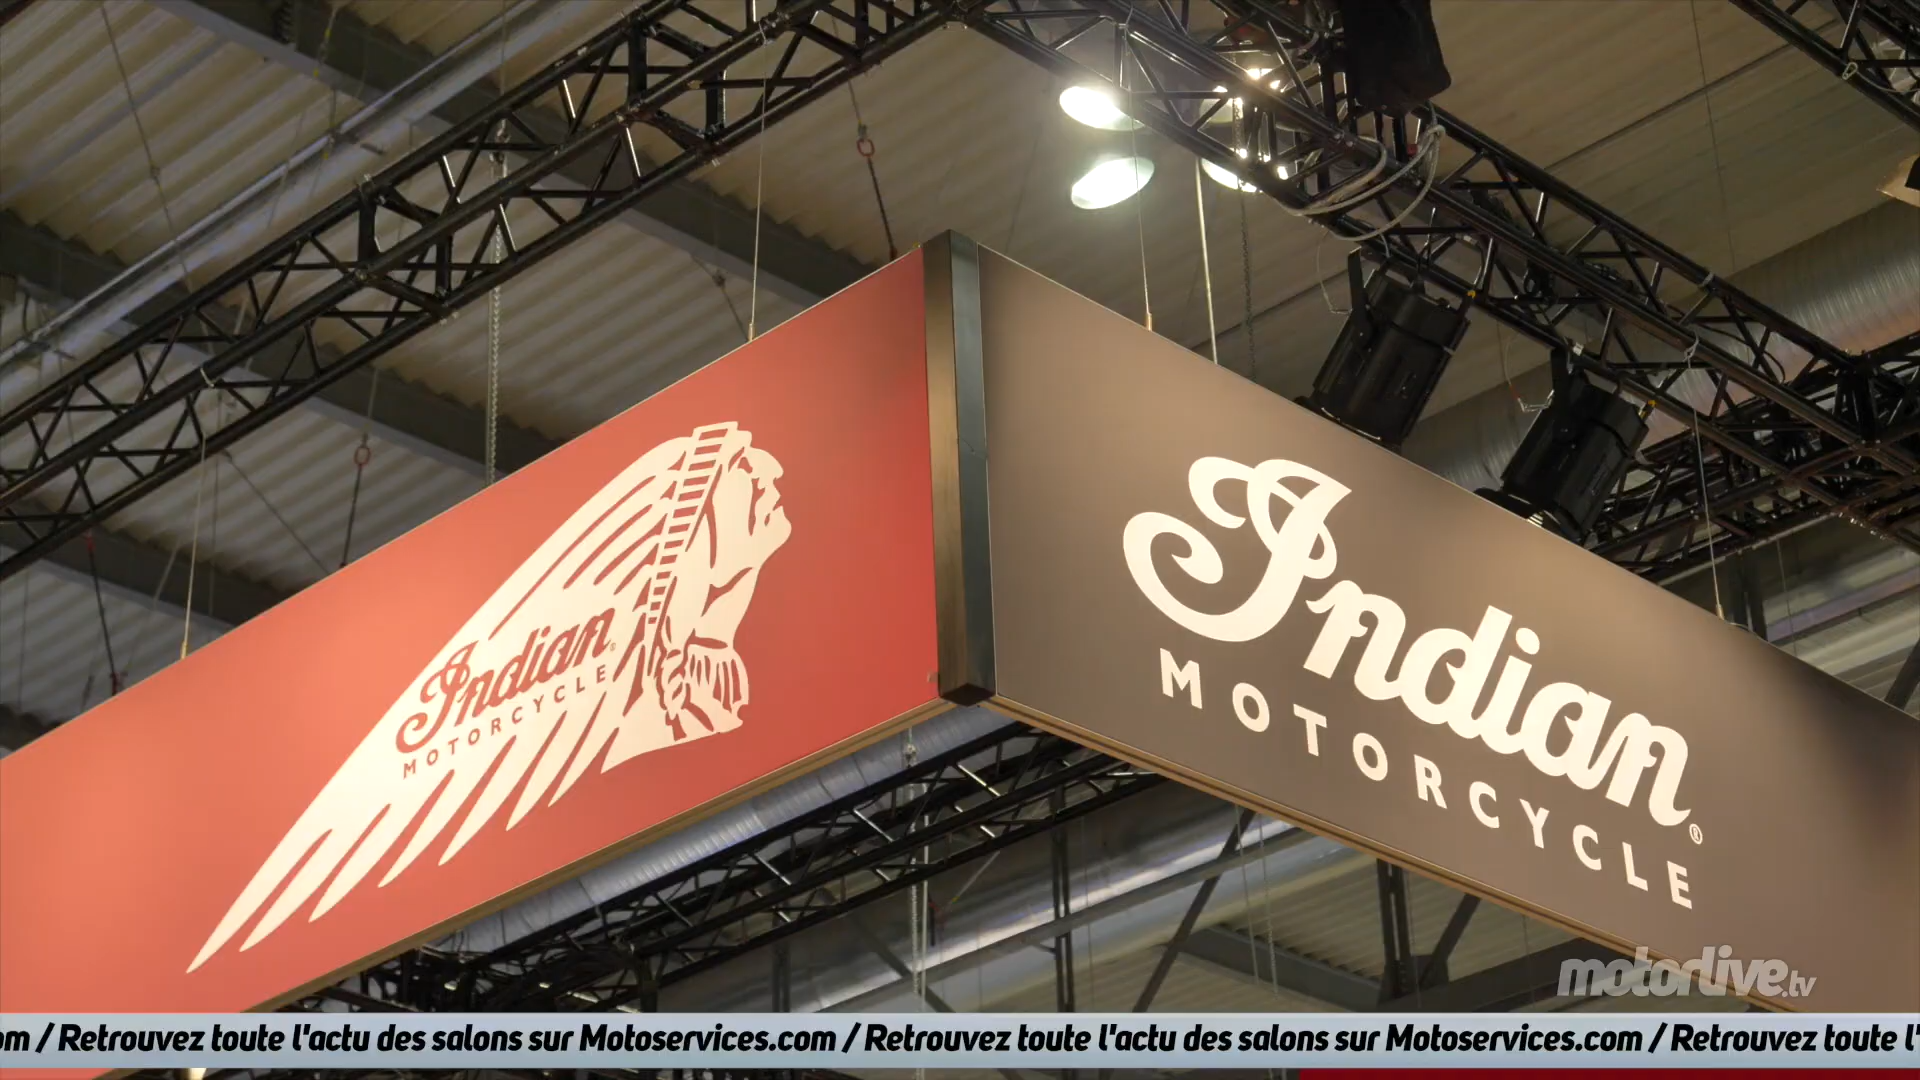 Indian
MOTORCYCLE
Indian®
MOTORCYCLE
motorlive.tv
om / Retrouvez toute l'actu des salons sur Motoservices.com / Retrouvez toute l'actu des salons sur Motoservices.com / Retrouvez toute l'